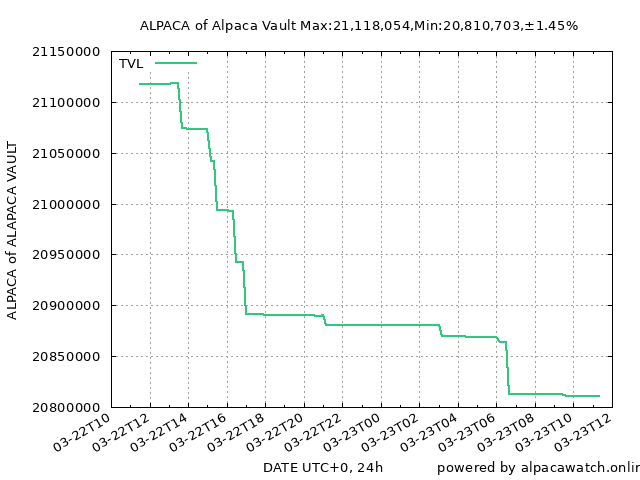 ALPACA of Alpaca Vault Max:21,118,054,Min:20,810,703,±1.45%
TVL
21150000
21100000
21050000
21000000
20950000
20900000
20850000
20800000
ALPACA of ALAPACA VAULT
03-22T10
03-22T12
03-22T14
03-22T16
03-22T18
03-22T20
03-22T22
03-23T00
03-23T02
03-23T04
03-23T06
03-23T08
03-23T10
03-23T12
DATE UTC+0, 24h
powered by alpacawatch.onlin